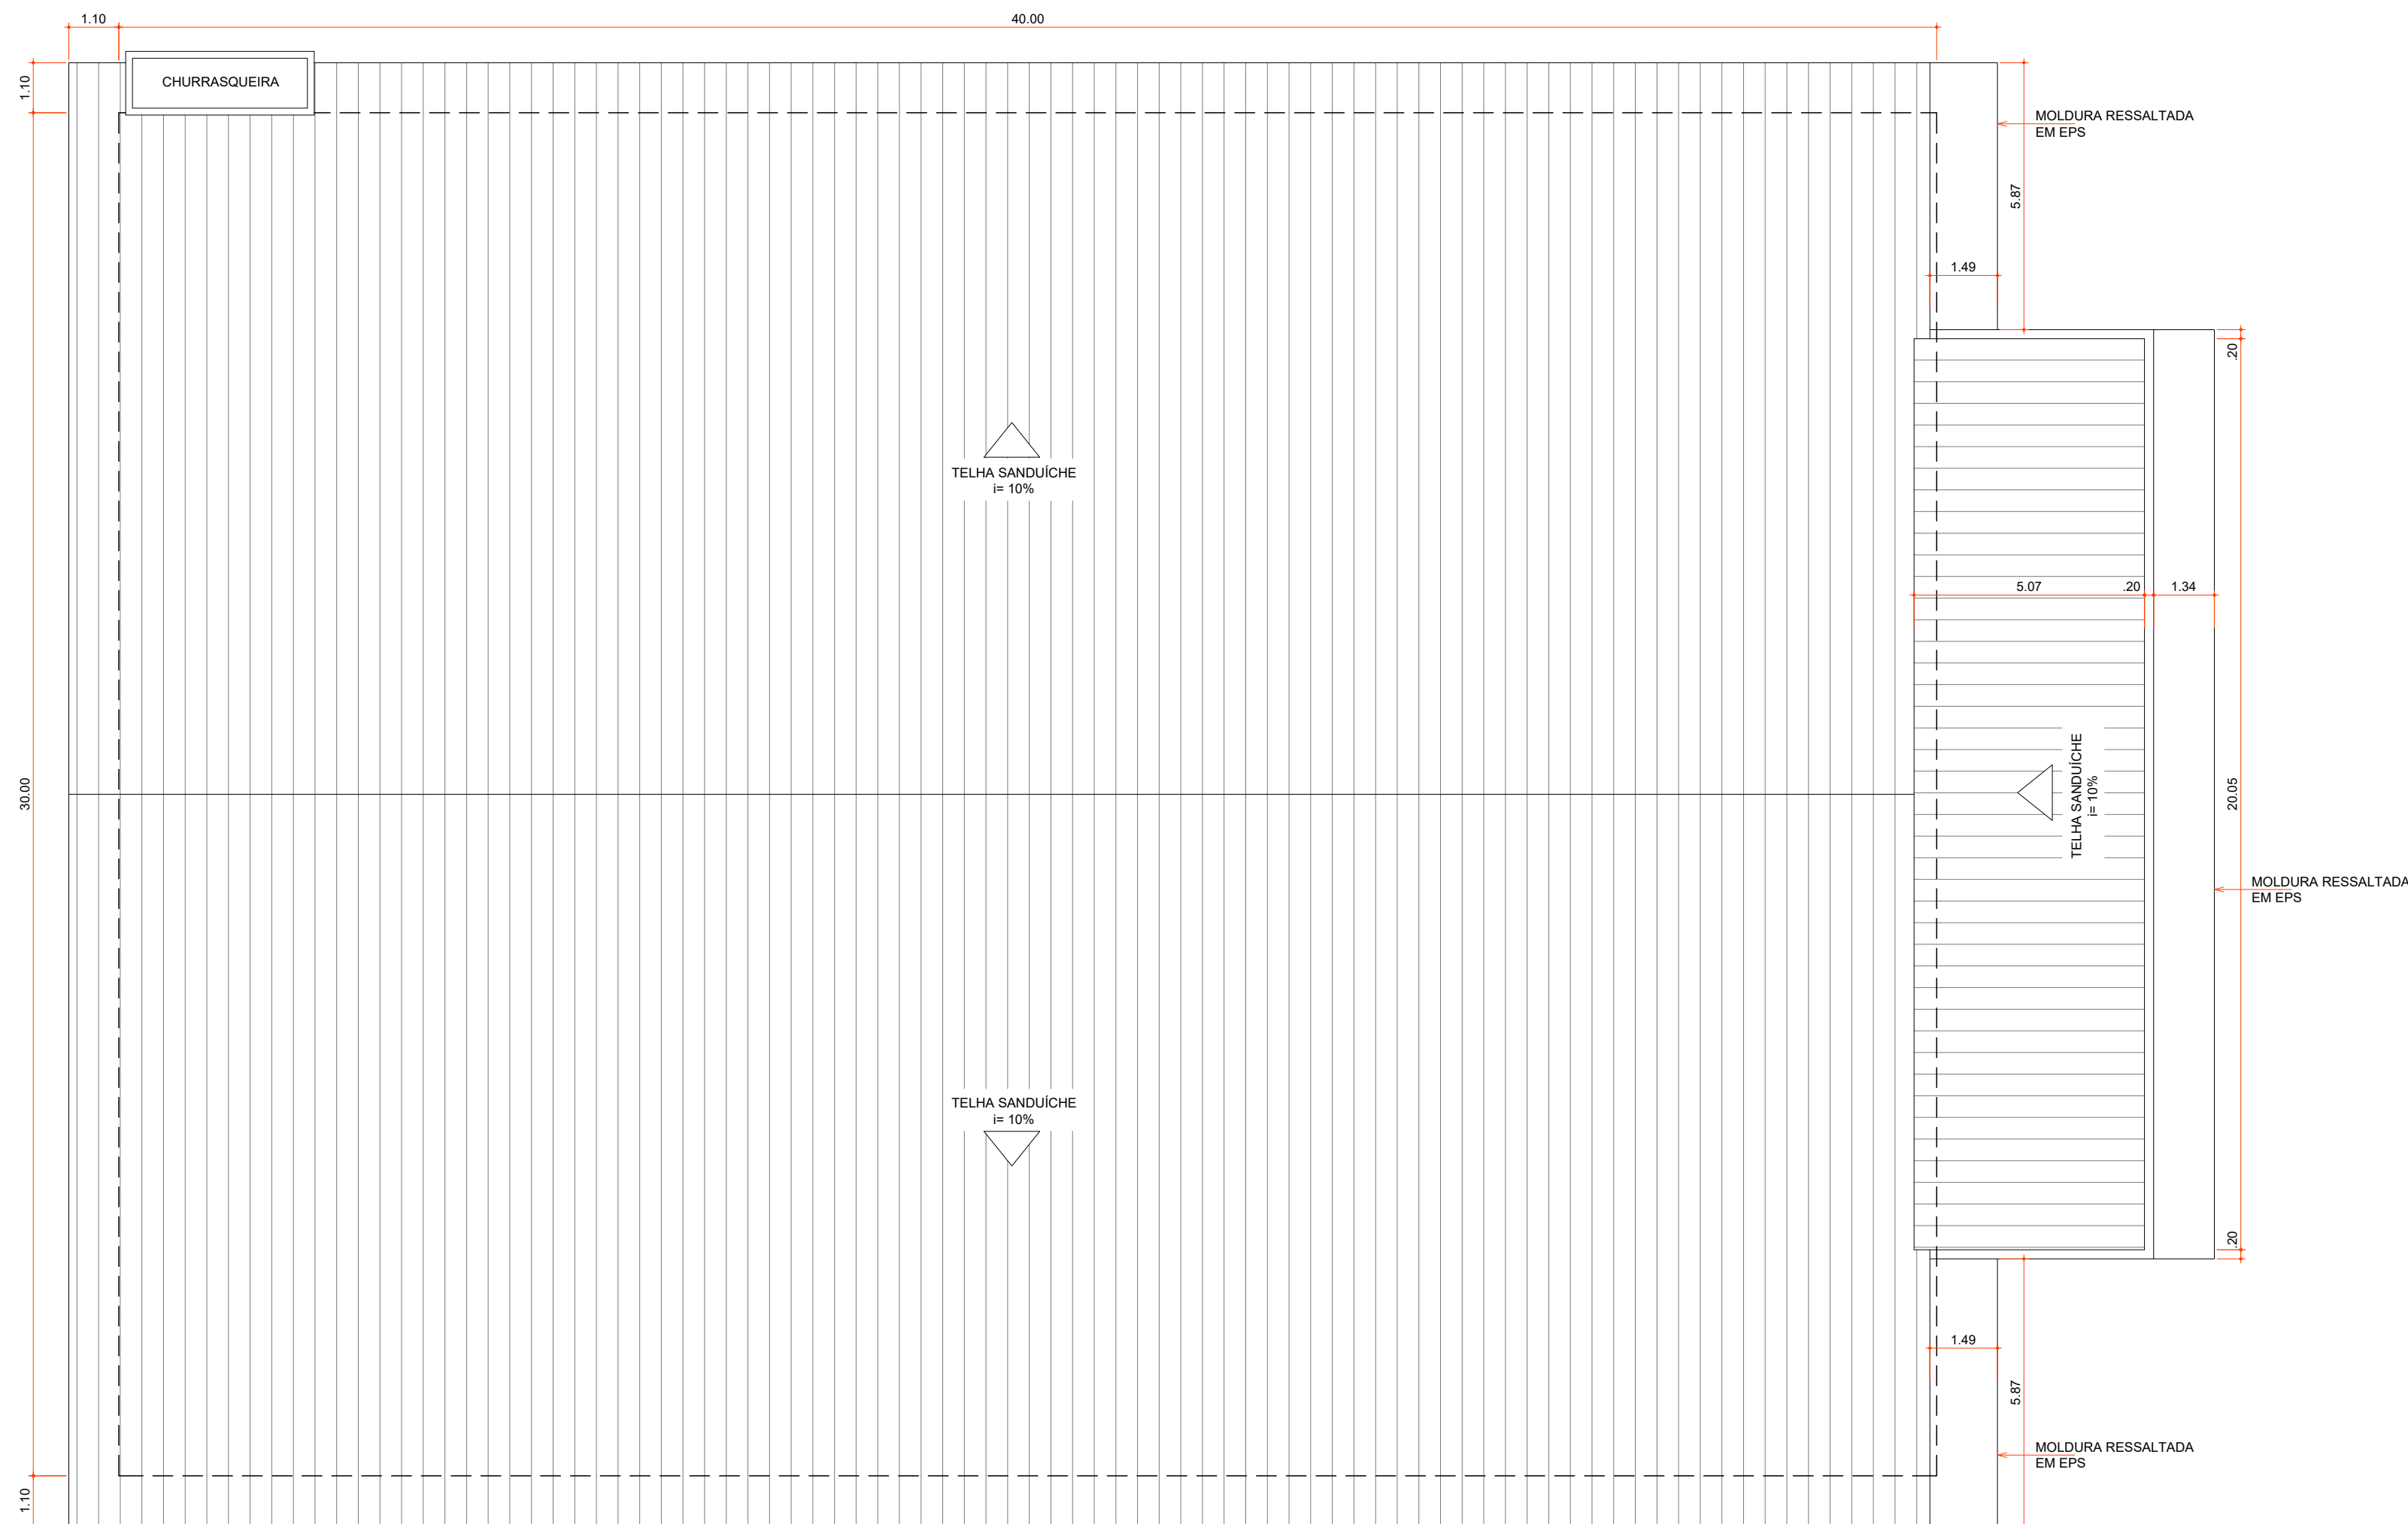 1.10
40.00
1.10
CHURRASQUEIRA
MOLDURA RESSALTADA
EM EPS
5.87
1.49
.20
TELHA SANDUÍCHE
i= 10%
5.07
.20
1.34
30.00
TELHA SANDUÍCHE
i= 10%
20.05
MOLDURA RESSALTADA
EM EPS
TELHA SANDUÍCHE
i= 10%
.20
1.49
5.87
MOLDURA RESSALTADA
EM EPS
1.10